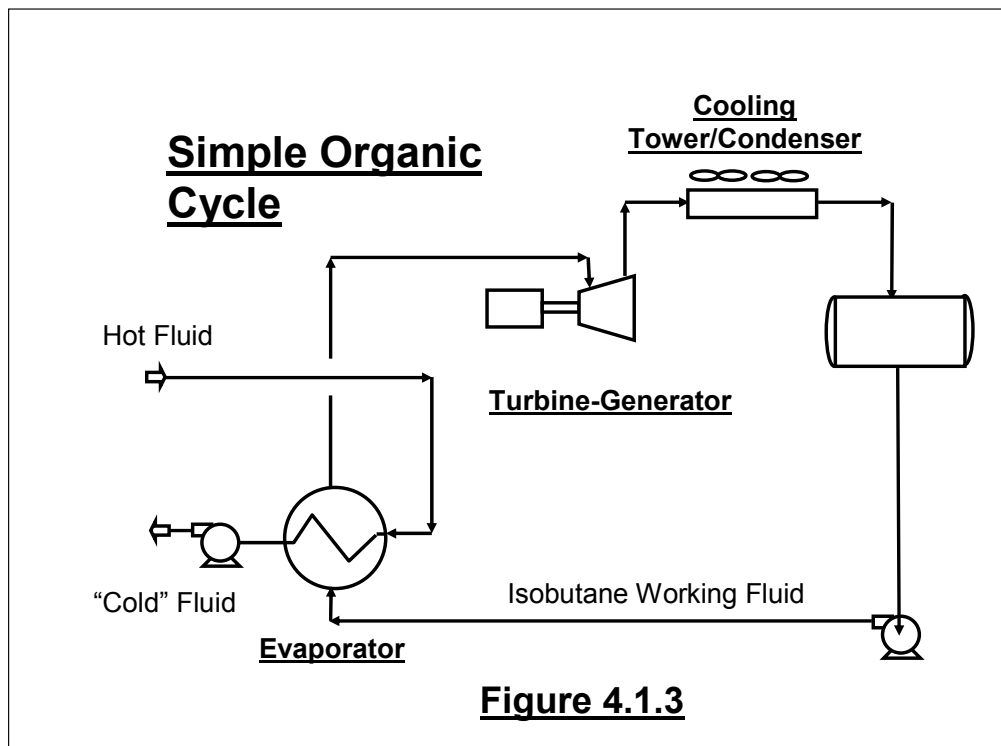 Simple Organic
Cycle
Cooling
Tower/Condenser
Hot Fluid
Turbine-Generator
“Cold” Fluid
Isobutane Working Fluid
Evaporator
Figure 4.1.3